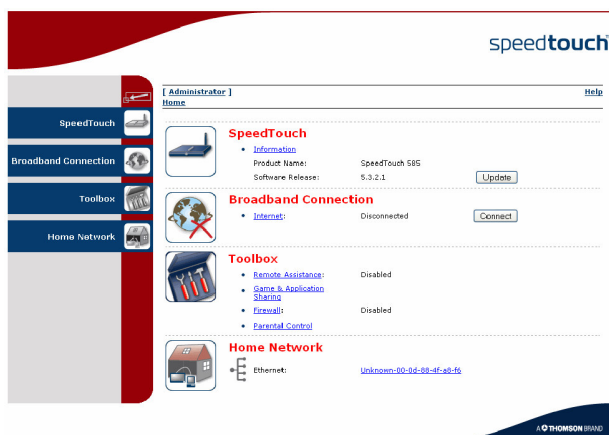 speedtouch
[ Administrator ]
Help
Home
SpeedTouch
Broadband Connection
Toolbox
Home Network
SpeedTouch
Information
Product Name: SpeedTouch 585
Software Release: 5.3.2.1 Update
Broadband Connection
Internet: Disconnected Connect
Toolbox
Remote Assistance: Disabled
Game & Application
Sharing
Firewall: Disabled
Parental Control
Home Network
Ethernet: Unknown-00-0d-88-4f-a8-f6
A THOMSON BRAND